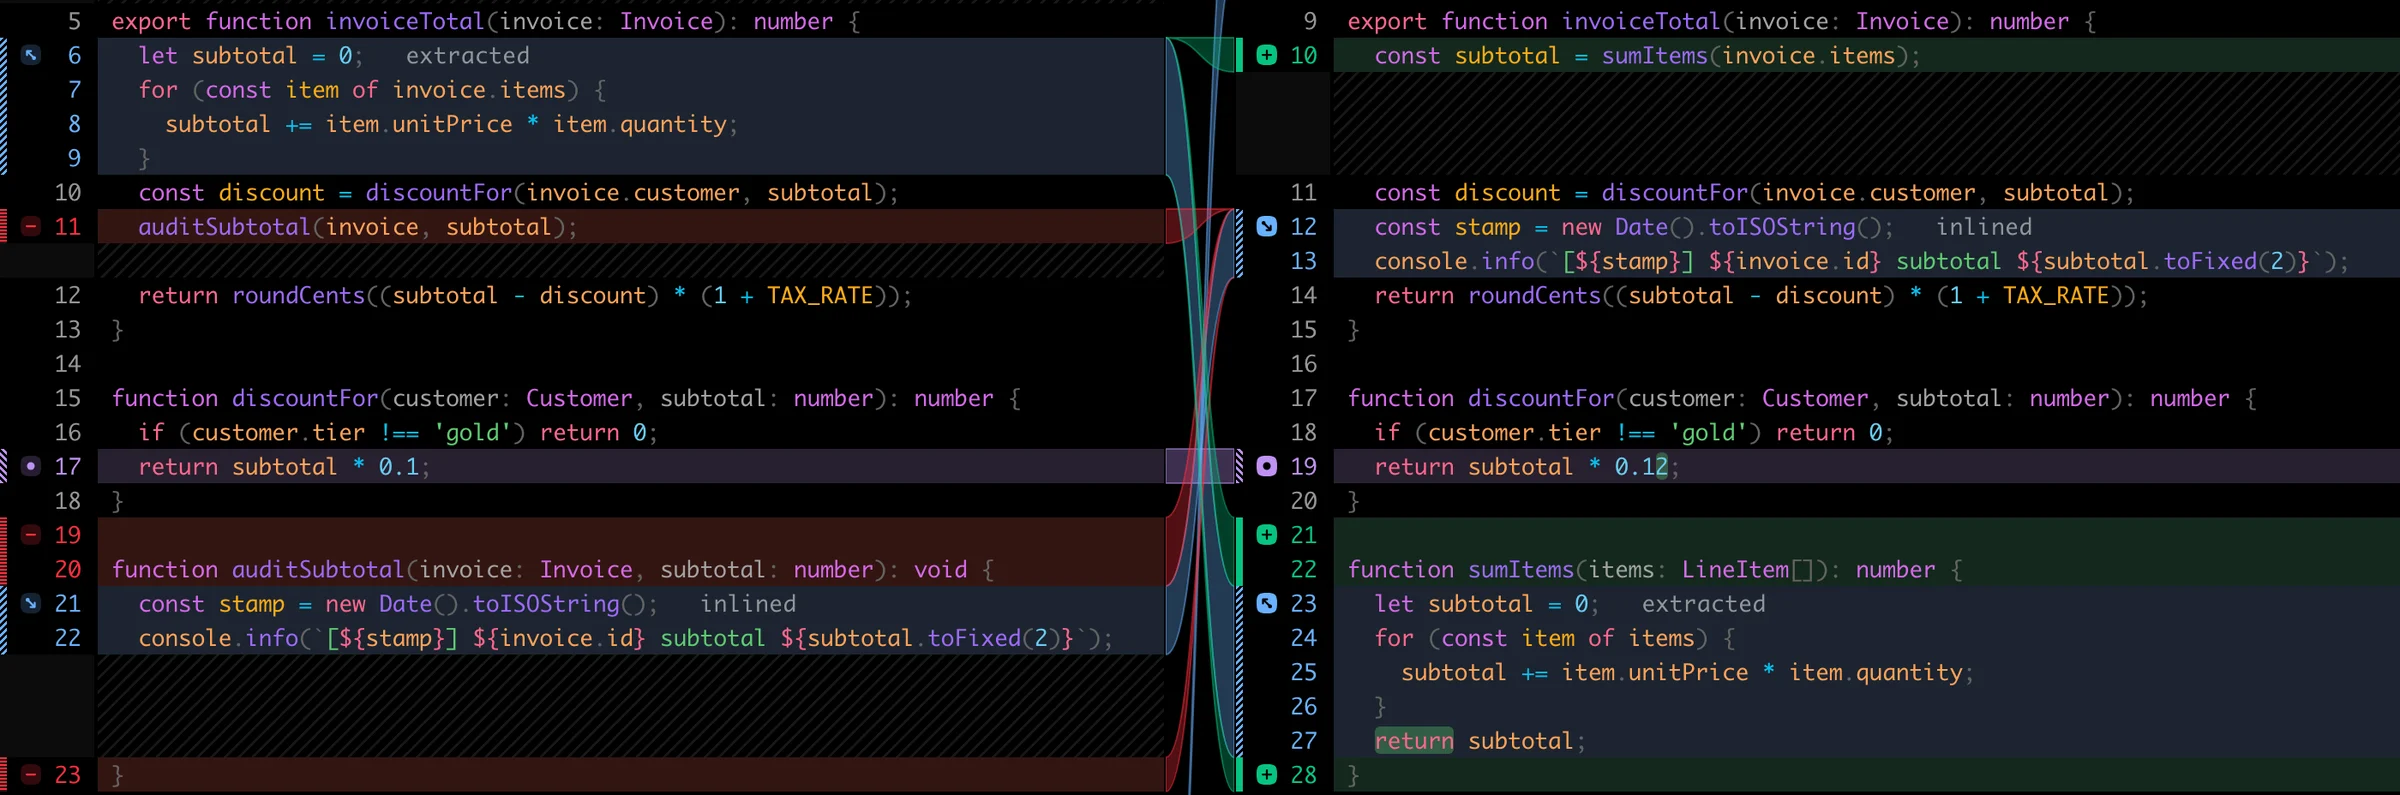 5 export function invoiceTotal(invoice: Invoice): number {
6   let subtotal = 0;   extracted
7   for (const item of invoice.items) {
8     subtotal += item.unitPrice * item.quantity;
9   }
10   const discount = discountFor(invoice.customer, subtotal);
11   auditSubtotal(invoice, subtotal);
12   return roundCents((subtotal - discount) * (1 + TAX_RATE));
13 }
14
15 function discountFor(customer: Customer, subtotal: number): number {
16   if (customer.tier !== 'gold') return 0;
17   return subtotal * 0.1;
18 }
19
20 function auditSubtotal(invoice: Invoice, subtotal: number): void {
21   const stamp = new Date().toISOString();   inlined
22   console.info(`[${stamp}] ${invoice.id} subtotal ${subtotal.toFixed(2)}`);
23 }
9 export function invoiceTotal(invoice: Invoice): number {
10   const subtotal = sumItems(invoice.items);
11   const discount = discountFor(invoice.customer, subtotal);
12   const stamp = new Date().toISOString();   inlined
13   console.info(`[${stamp}] ${invoice.id} subtotal ${subtotal.toFixed(2)}`);
14   return roundCents((subtotal - discount) * (1 + TAX_RATE));
15 }
16
17 function discountFor(customer: Customer, subtotal: number): number {
18   if (customer.tier !== 'gold') return 0;
19   return subtotal * 0.12;
20 }
21
22 function sumItems(items: LineItem[]): number {
23   let subtotal = 0;   extracted
24   for (const item of items) {
25     subtotal += item.unitPrice * item.quantity;
26   }
27   return subtotal;
28 }